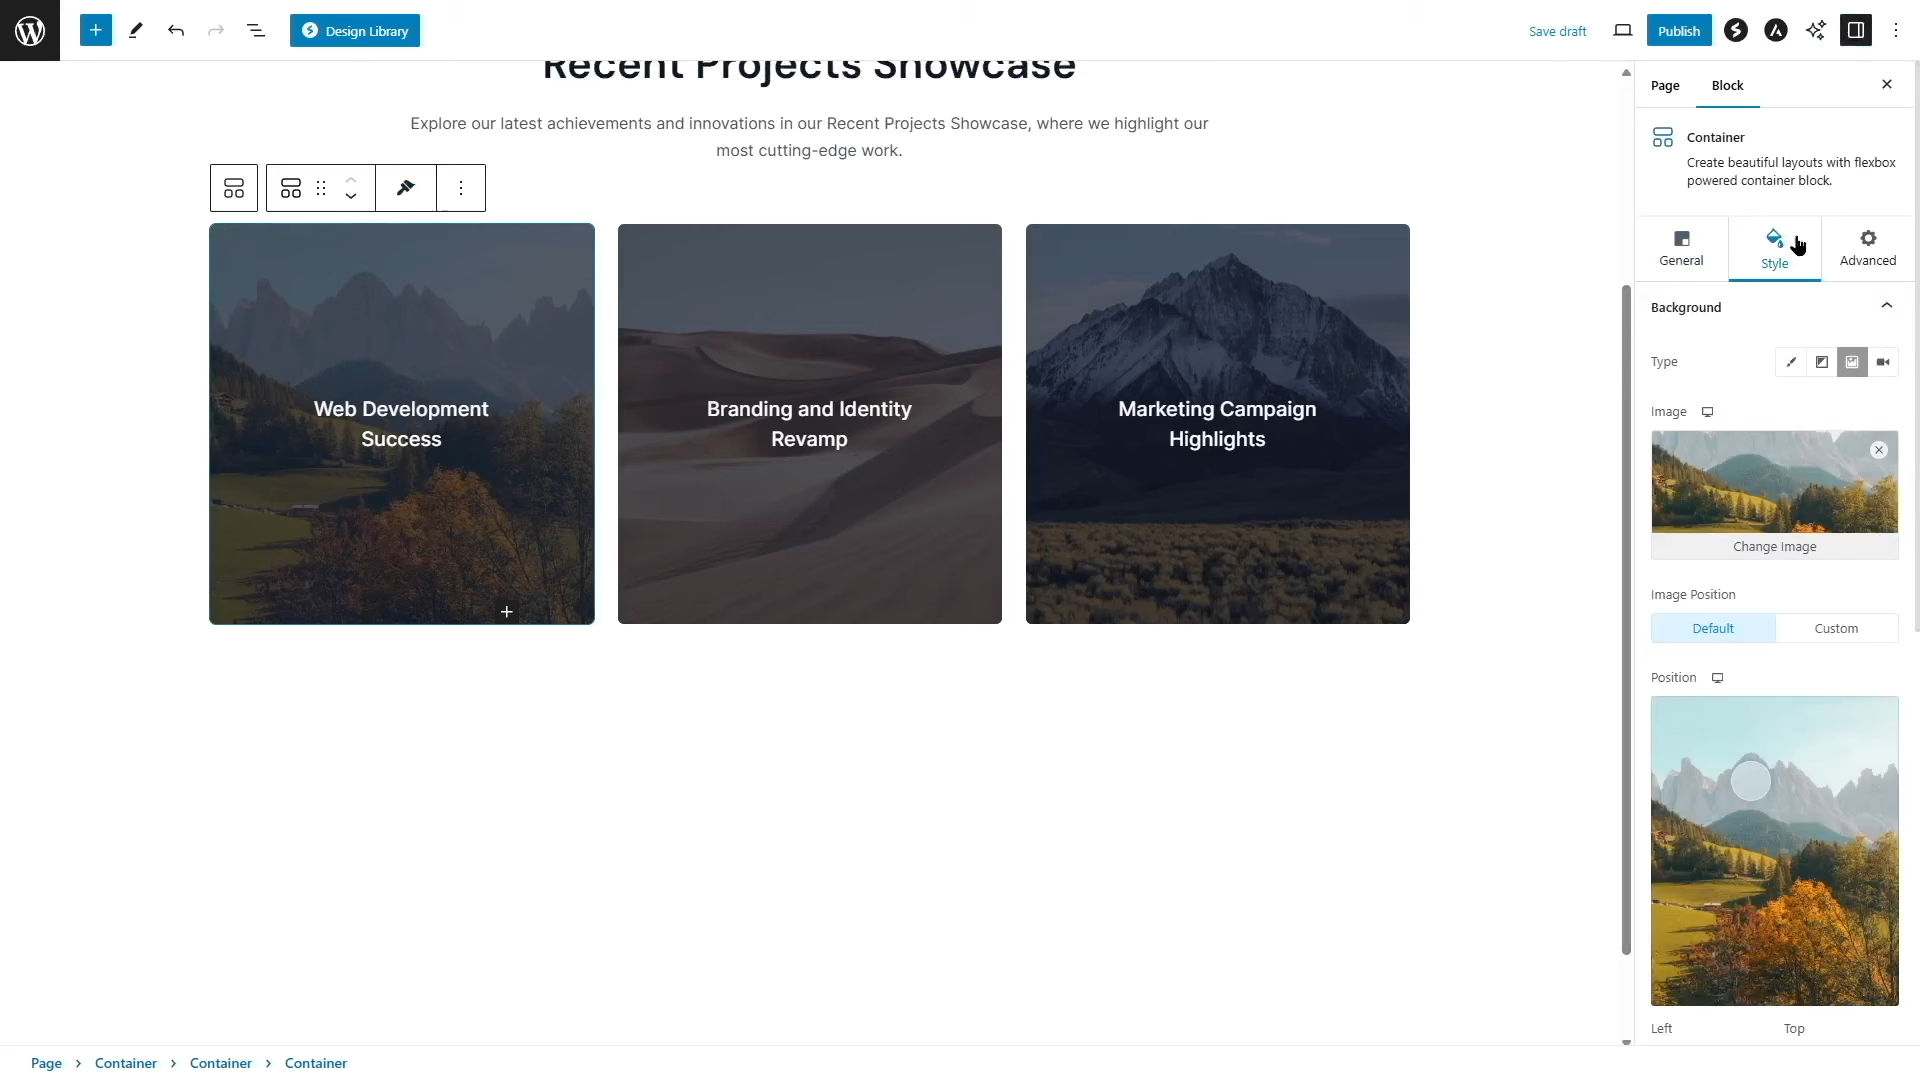 Design Library
Save draft
Publish
Recent Projects Showcase
Explore our latest achievements and innovations in our Recent Projects Showcase, where we highlight our
most cutting-edge work.
Web Development
Success
Branding and Identity
Revamp
Marketing Campaign
Highlights
Page
Block
Container
Create beautiful layouts with flexbox
powered container block.
General
Style
Advanced
Background
Type
Image
Change Image
Image Position
Default
Custom
Position
Left
Top
Page > Container > Container > Container